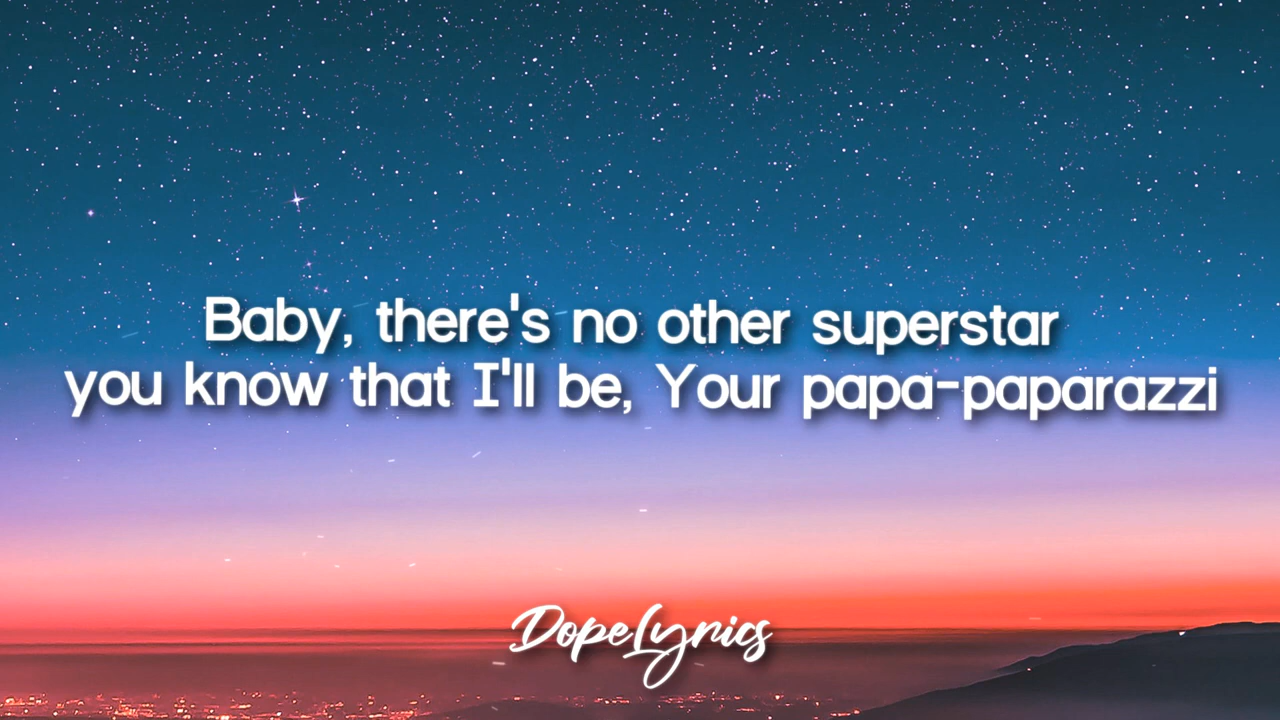 Baby, there's no other superstar
you know that I'll be, Your papa-paparazzi
DopeLyrics